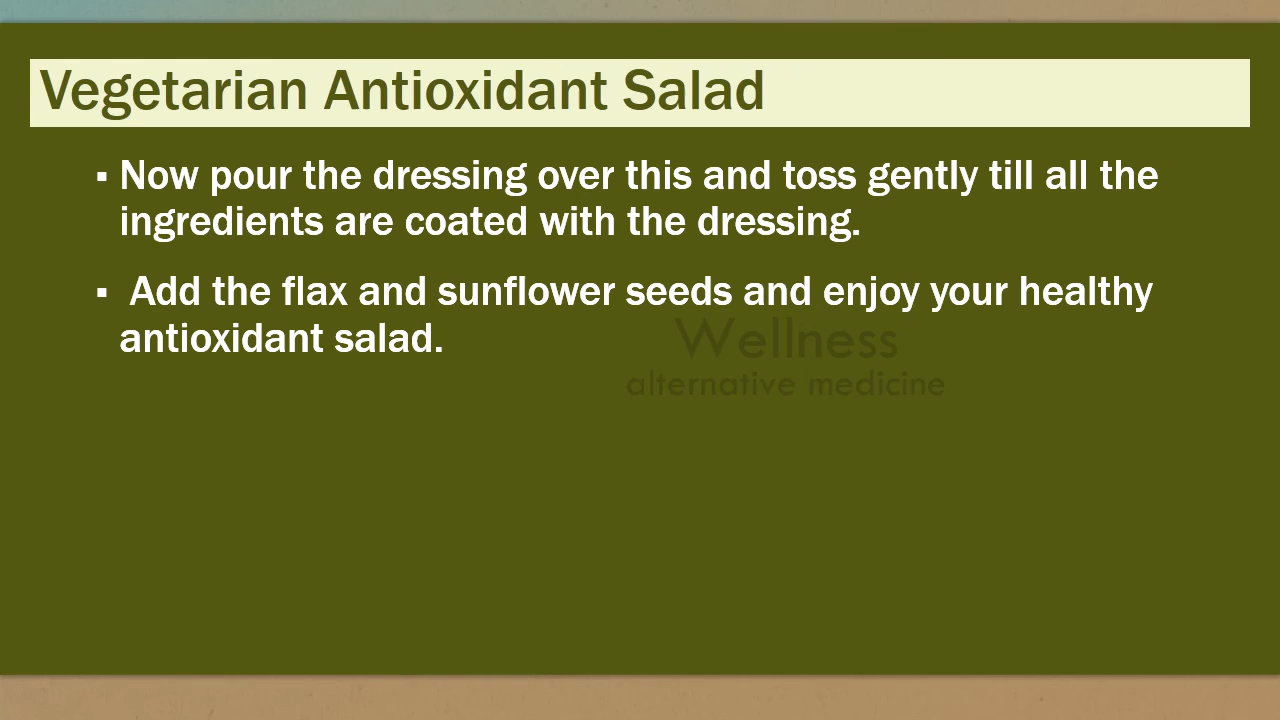 Vegetarian Antioxidant Salad
▪ Now pour the dressing over this and toss gently till all the
ingredients are coated with the dressing.
▪ Add the flax and sunflower seeds and enjoy your healthy
antioxidant salad.
Wellness
alternative medicine